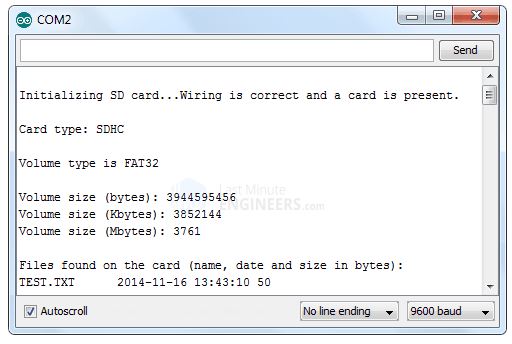 COM2
Send
Initializing SD card...Wiring is correct and a card is present.
Card type: SDHC
Volume type is FAT32
Volume size (bytes): 3944595456
Volume size (Kbytes): 3852144
Volume size (Mbytes): 3761
Last Minute
ENGINEERS.com
Files found on the card (name, date and size in bytes):
TEST.TXT 2014-11-16 13:43:10 50
Autoscroll
No line ending
9600 baud